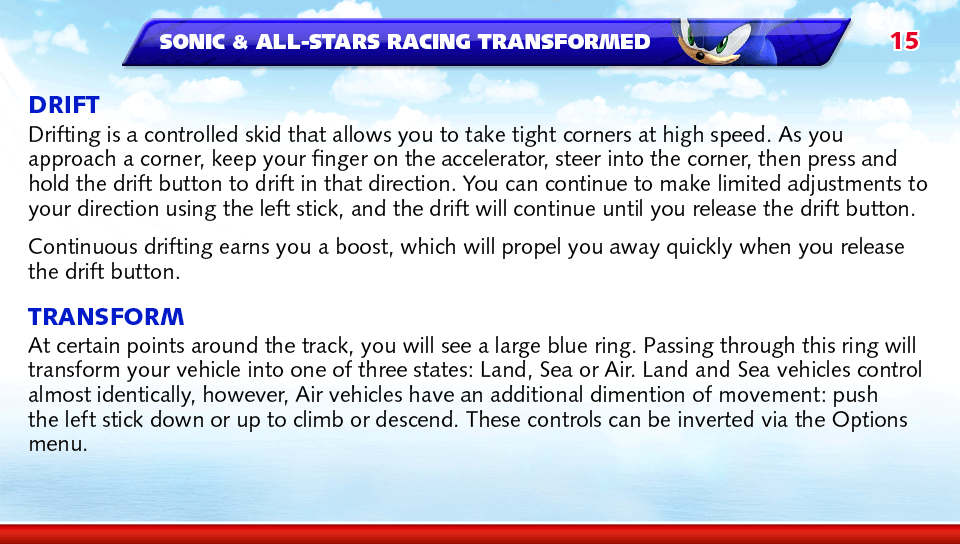 SONIC & ALL-STARS RACING TRANSFORMED
15
DRIFT
Drifting is a controlled skid that allows you to take tight corners at high speed. As you
approach a corner, keep your finger on the accelerator, steer into the corner, then press and
hold the drift button to drift in that direction. You can continue to make limited adjustments to
your direction using the left stick, and the drift will continue until you release the drift button.
Continuous drifting earns you a boost, which will propel you away quickly when you release
the drift button.
TRANSFORM
At certain points around the track, you will see a large blue ring. Passing through this ring will
transform your vehicle into one of three states: Land, Sea or Air. Land and Sea vehicles control
almost identically, however, Air vehicles have an additional dimention of movement: push
the left stick down or up to climb or descend. These controls can be inverted via the Options
menu.